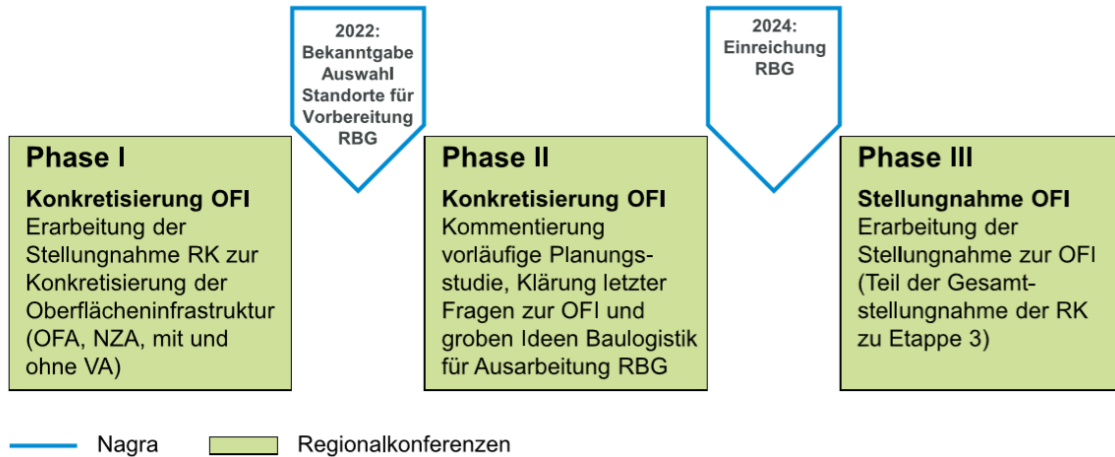 2022:
Bekanntgabe
Auswahl
Standorte für
Vorbereitung
RBG
2024:
Einreichung
RBG
Phase I
Konkretisierung OFI
Erarbeitung der
Stellungnahme RK zur
Konkretisierung der
Oberflächeninfrastruktur
(OFA, NZA, mit und
ohne VA)
Phase II
Konkretisierung OFI
Kommentierung
vorläufige Planungs-
studie, Klärung letzter
Fragen zur OFI und
groben Ideen Baulogistik
für Ausarbeitung RBG
Phase III
Stellungnahme OFI
Erarbeitung der
Stellungnahme zur OFI
(Teil der Gesamt-
stellungnahme der RK
zu Etappe 3)
Nagra
Regionalkonferenzen